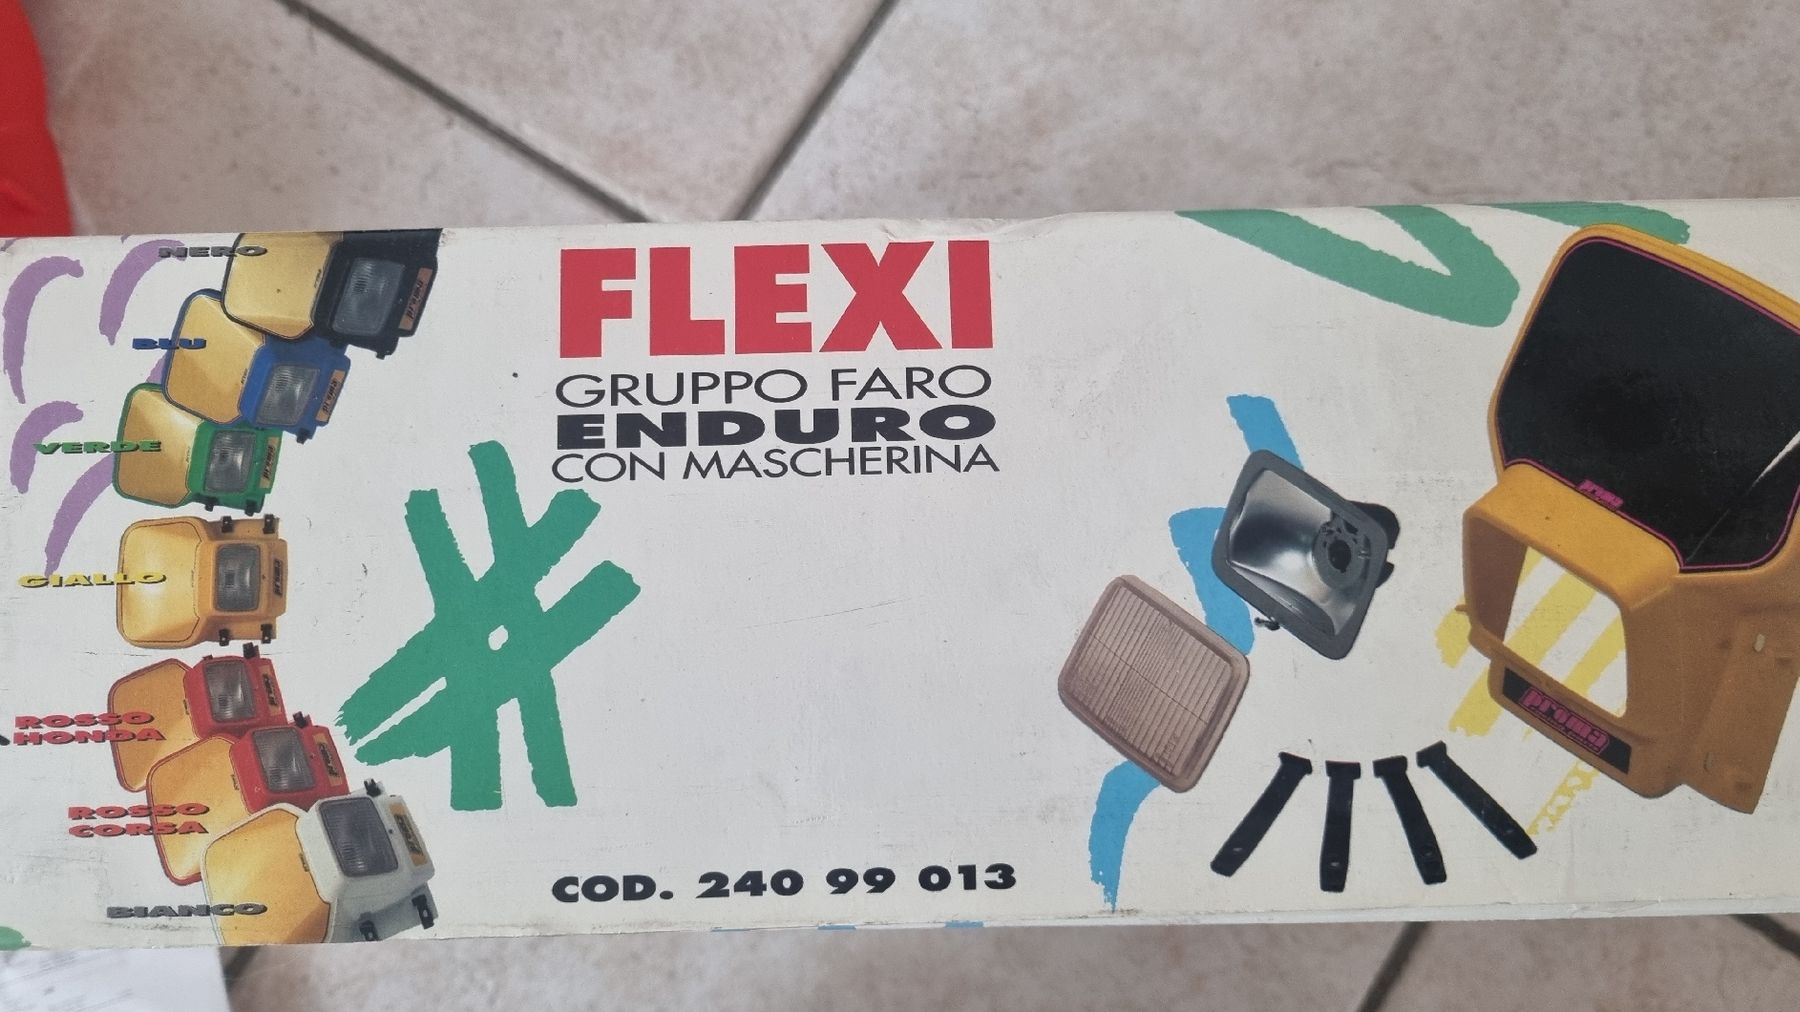 NERO
BLU
VERDE
GIALLO
ROSSO
HONDA
ROSSO
CORSA
BIANCO
FLEXI
GRUPPO FARO
ENDURO
CON MASCHERINA
COD. 240 99 013
proma
proma